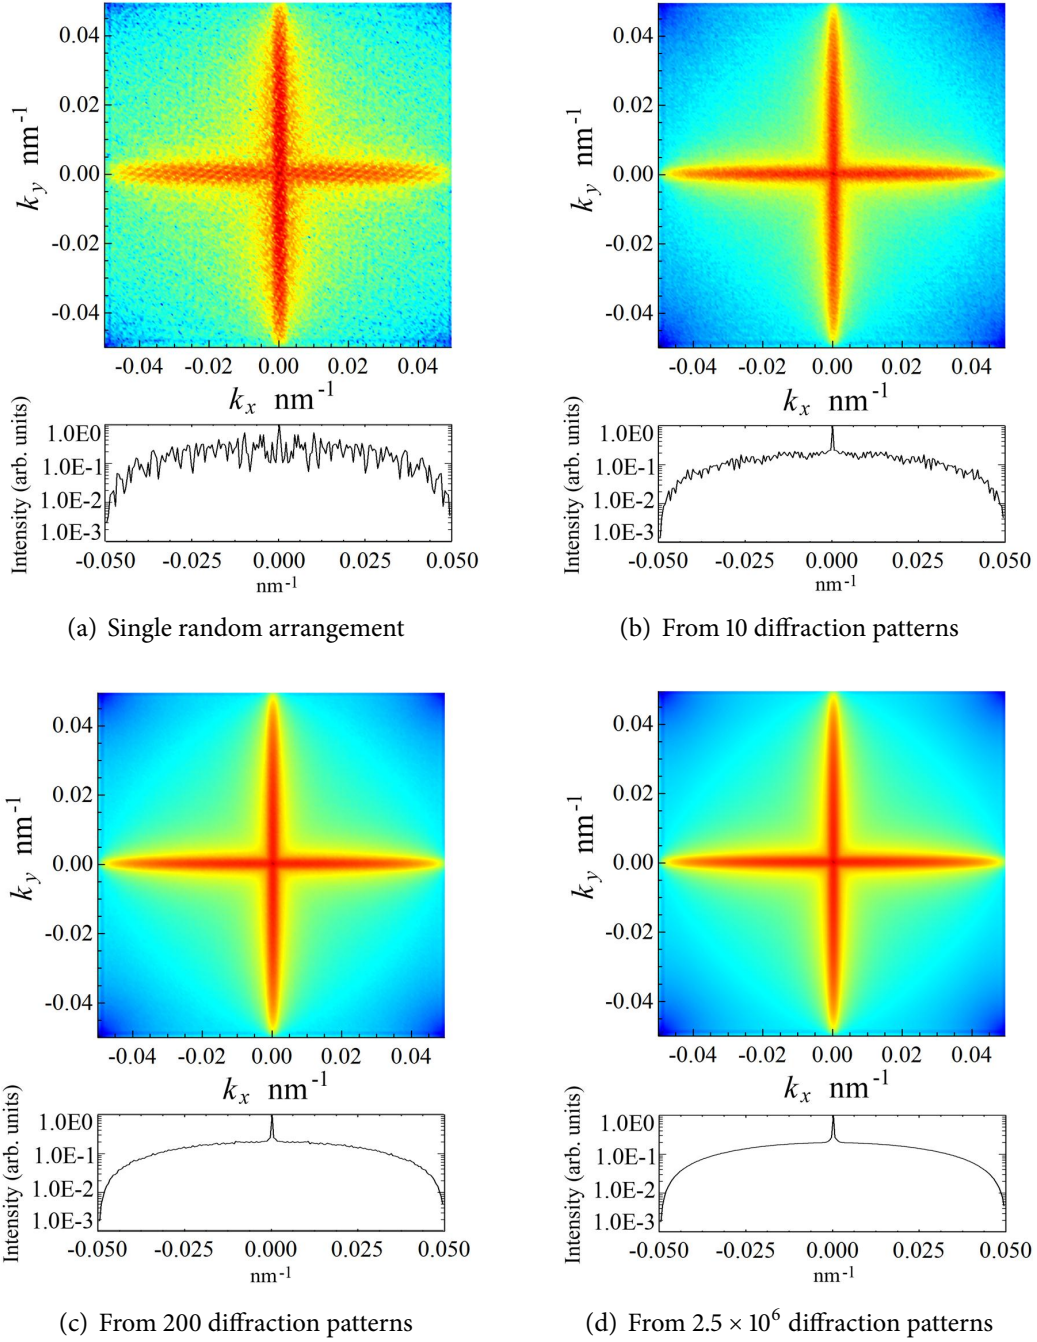 0.04
0.02
0.00
-0.02
-0.04
k_y nm^-1
-0.04 -0.02 0.00 0.02 0.04
k_x nm^-1
Intensity (arb. units)
1.0E0
1.0E-1
1.0E-2
1.0E-3
-0.050 -0.025 0.000 0.025 0.050
nm^-1
(a) Single random arrangement
0.04
0.02
0.00
-0.02
-0.04
k_y nm^-1
-0.04 -0.02 0.00 0.02 0.04
k_x nm^-1
Intensity (arb. units)
1.0E0
1.0E-1
1.0E-2
1.0E-3
-0.050 -0.025 0.000 0.025 0.050
nm^-1
(b) From 10 diffraction patterns
0.04
0.02
0.00
-0.02
-0.04
k_y nm^-1
-0.04 -0.02 0.00 0.02 0.04
k_x nm^-1
Intensity (arb. units)
1.0E0
1.0E-1
1.0E-2
1.0E-3
-0.050 -0.025 0.000 0.025 0.050
nm^-1
(c) From 200 diffraction patterns
0.04
0.02
0.00
-0.02
-0.04
k_y nm^-1
-0.04 -0.02 0.00 0.02 0.04
k_x nm^-1
Intensity (arb. units)
1.0E0
1.0E-1
1.0E-2
1.0E-3
-0.050 -0.025 0.000 0.025 0.050
nm^-1
(d) From 2.5 × 10^6 diffraction patterns